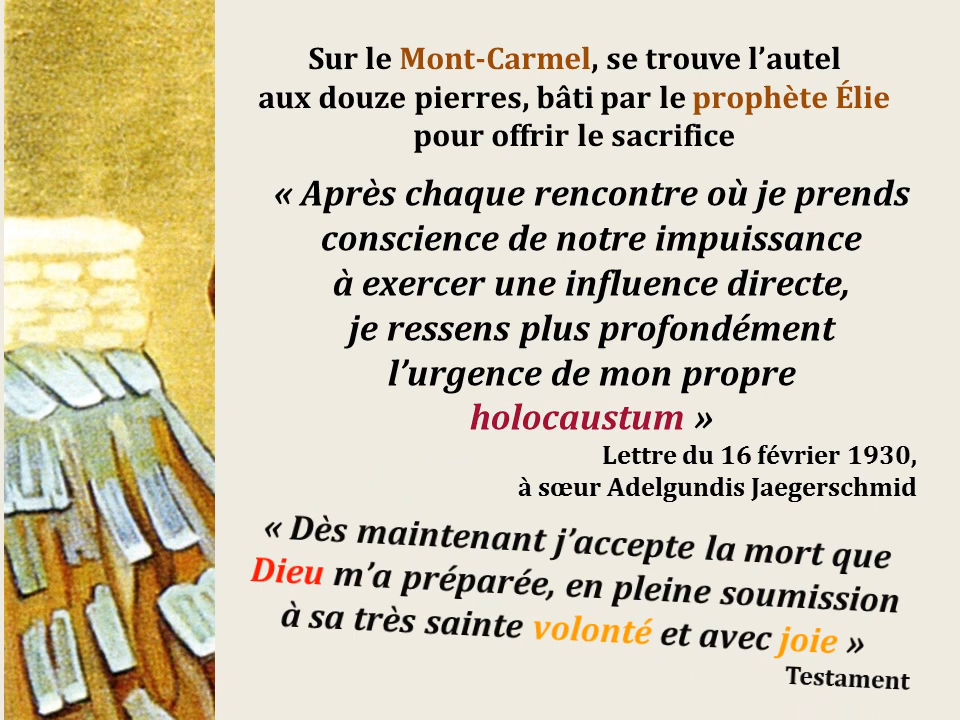 Sur le Mont-Carmel, se trouve l’autel
aux douze pierres, bâti par le prophète Élie
pour offrir le sacrifice
« Après chaque rencontre où je prends
conscience de notre impuissance
à exercer une influence directe,
je ressens plus profondément
l’urgence de mon propre
holocaustum »
Lettre du 16 février 1930,
à sœur Adelgundis Jaegerschmid
« Dès maintenant j’accepte la mort que
Dieu m’a préparée, en pleine soumission
à sa très sainte volonté et avec joie »
Testament